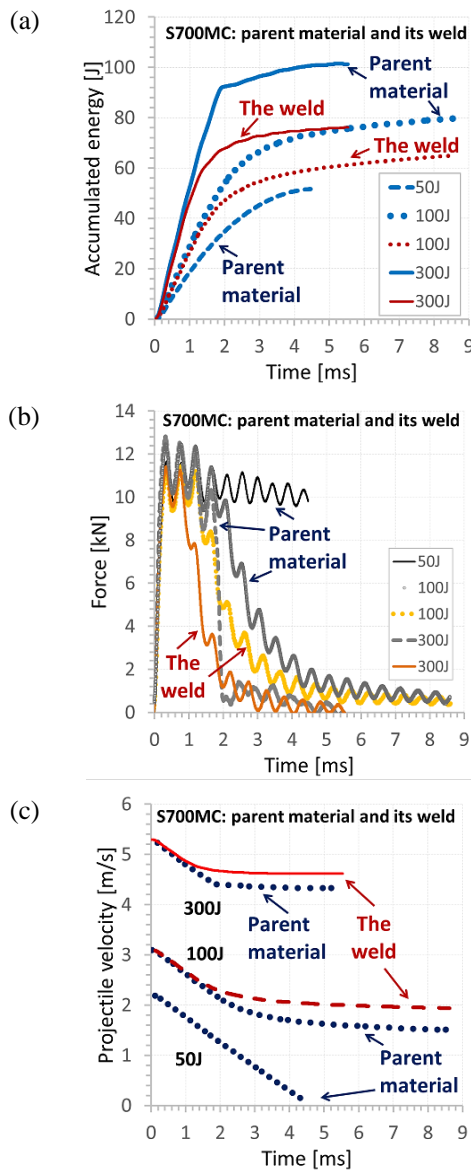 (a)
S700MC: parent material and its weld
Accumulated energy [J]
120
100
80
60
40
20
0
Parent
material
The weld
The weld
Parent
material
50J
100J
100J
300J
300J
0 1 2 3 4 5 6 7 8 9
Time [ms]
(b)
S700MC: parent material and its weld
Force [kN]
14
12
10
8
6
4
2
0
Parent
material
The
weld
50J
100J
100J
300J
300J
0 1 2 3 4 5 6 7 8 9
Time [ms]
(c)
S700MC: parent material and its weld
Projectile velocity [m/s]
6
5
4
3
2
1
0
300J
Parent
material
The
weld
100J
50J
Parent
material
0 1 2 3 4 5 6 7 8 9
Time [ms]